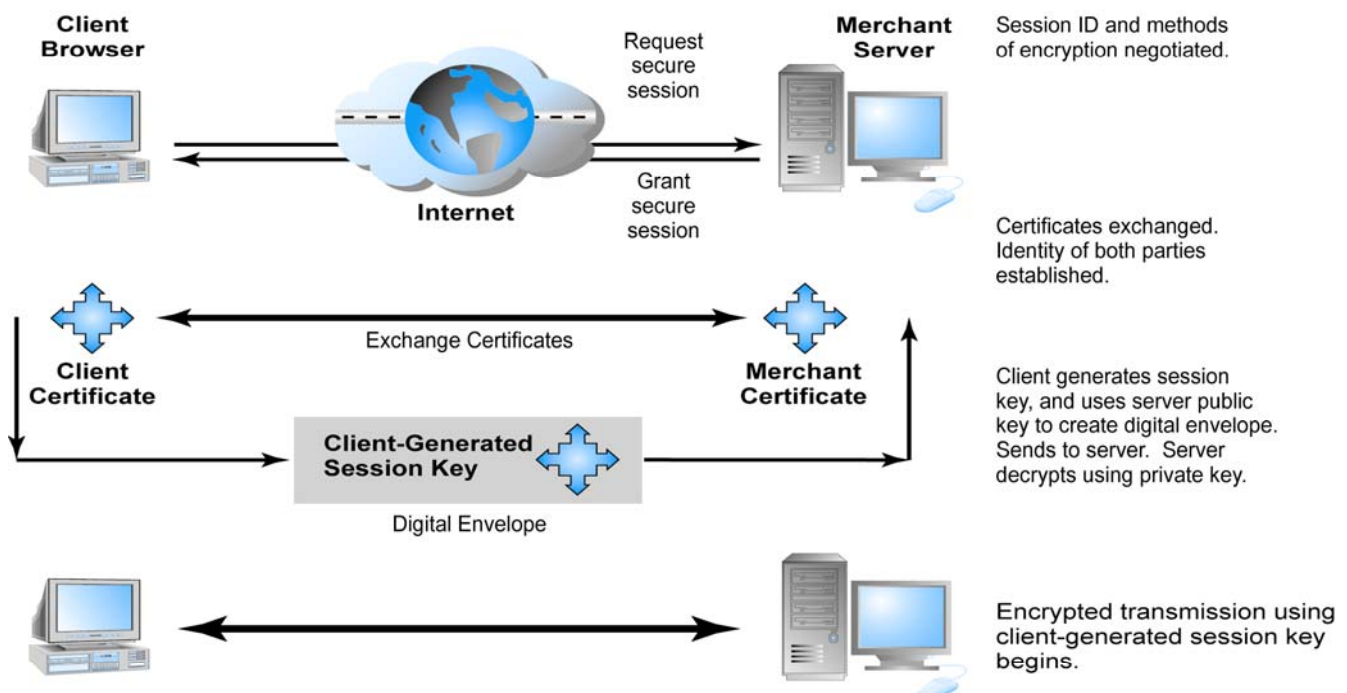 Client
Browser
Request
secure
session
Merchant
Server
Session ID and methods
of encryption negotiated.
Internet
Grant
secure
session
Certificates exchanged.
Identity of both parties
established.
Exchange Certificates
Client
Certificate
Merchant
Certificate
Client generates session
key, and uses server public
key to create digital envelope.
Sends to server. Server
decrypts using private key.
Client-Generated
Session Key
Digital Envelope
Encrypted transmission using
client-generated session key
begins.